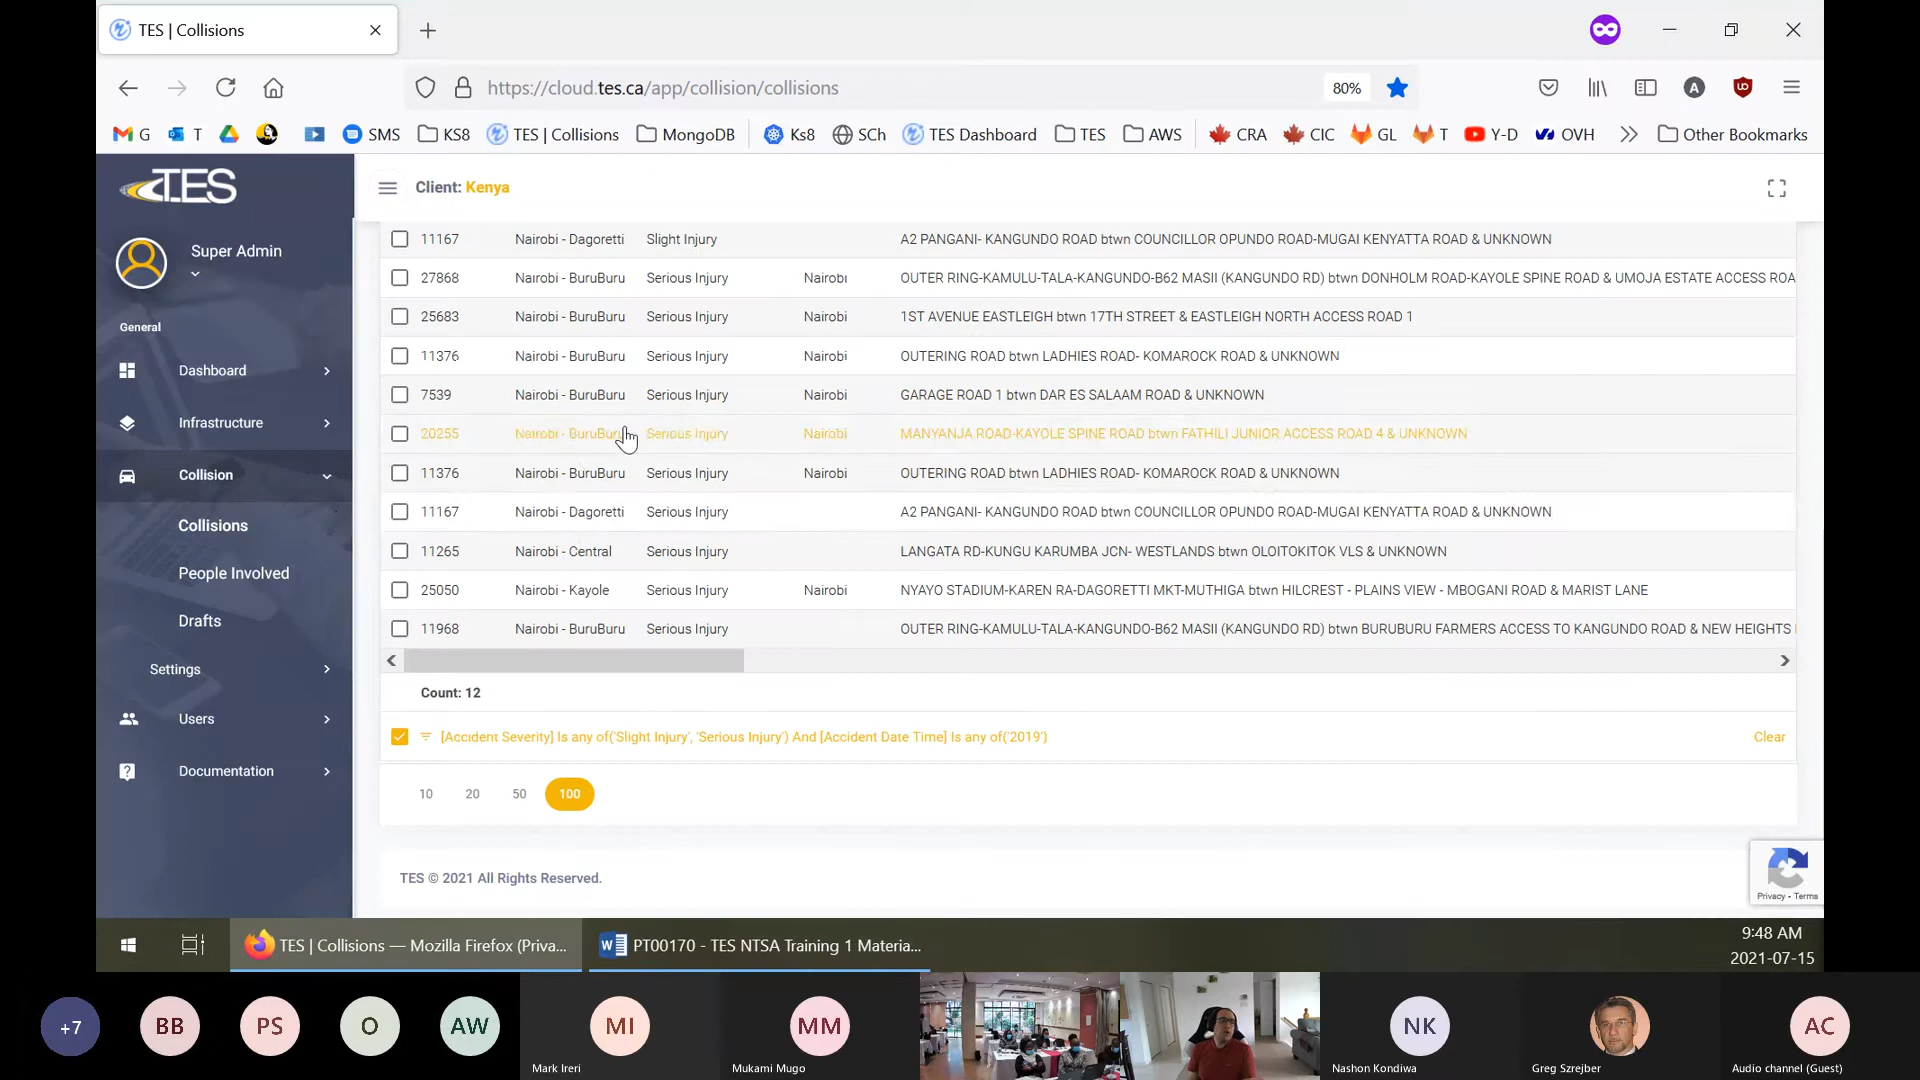 TES | Collisions
https://cloud.tes.ca/app/collision/collisions
80%
A
G
T
SMS
KS8
TES | Collisions
MongoDB
Ks8
SCh
TES Dashboard
TES
AWS
CRA
CIC
GL
T
Y-D
OVH
Other Bookmarks
TES
Client: Kenya
Super Admin
General
Dashboard
Infrastructure
Collision
Collisions
People Involved
Drafts
Settings
Users
Documentation
11167 Nairobi - Dagoretti Slight Injury A2 PANGANI- KANGUNDO ROAD btwn COUNCILLOR OPUNDO ROAD-MUGAI KENYATTA ROAD & UNKNOWN
27868 Nairobi - BuruBuru Serious Injury Nairobi OUTER RING-KAMULU-TALA-KANGUNDO-B62 MASII (KANGUNDO RD) btwn DONHOLM ROAD-KAYOLE SPINE ROAD & UMOJA ESTATE ACCESS ROA
25683 Nairobi - BuruBuru Serious Injury Nairobi 1ST AVENUE EASTLEIGH btwn 17TH STREET & EASTLEIGH NORTH ACCESS ROAD 1
11376 Nairobi - BuruBuru Serious Injury Nairobi OUTERING ROAD btwn LADHIES ROAD- KOMAROCK ROAD & UNKNOWN
7539 Nairobi - BuruBuru Serious Injury Nairobi GARAGE ROAD 1 btwn DAR ES SALAAM ROAD & UNKNOWN
20255 Nairobi - BuruBuru Serious Injury Nairobi MANYANJA ROAD-KAYOLE SPINE ROAD btwn FATHILI JUNIOR ACCESS ROAD 4 & UNKNOWN
11376 Nairobi - BuruBuru Serious Injury Nairobi OUTERING ROAD btwn LADHIES ROAD- KOMAROCK ROAD & UNKNOWN
11167 Nairobi - Dagoretti Serious Injury A2 PANGANI- KANGUNDO ROAD btwn COUNCILLOR OPUNDO ROAD-MUGAI KENYATTA ROAD & UNKNOWN
11265 Nairobi - Central Serious Injury LANGATA RD-KUNGU KARUMBA JCN- WESTLANDS btwn OLOITOKITOK VLS & UNKNOWN
25050 Nairobi - Kayole Serious Injury Nairobi NYAYO STADIUM-KAREN RA-DAGORETTI MKT-MUTHIGA btwn HILCREST - PLAINS VIEW - MBOGANI ROAD & MARIST LANE
11968 Nairobi - BuruBuru Serious Injury OUTER RING-KAMULU-TALA-KANGUNDO-B62 MASII (KANGUNDO RD) btwn BURUBURU FARMERS ACCESS TO KANGUNDO ROAD & NEW HEIGHTS
Count: 12
[Accident Severity] Is any of('Slight Injury', 'Serious Injury') And [Accident Date Time] Is any of('2019')
Clear
10 20 50 100
TES © 2021 All Rights Reserved.
Privacy - Terms
TES | Collisions — Mozilla Firefox (Priva...
PT00170 - TES NTSA Training 1 Materia...
9:48 AM
2021-07-15
+7
BB
PS
O
AW
MI
Mark Ireri
MM
Mukami Mugo
NK
Nashon Kondiwa
Greg Szrejber
AC
Audio channel (Guest)